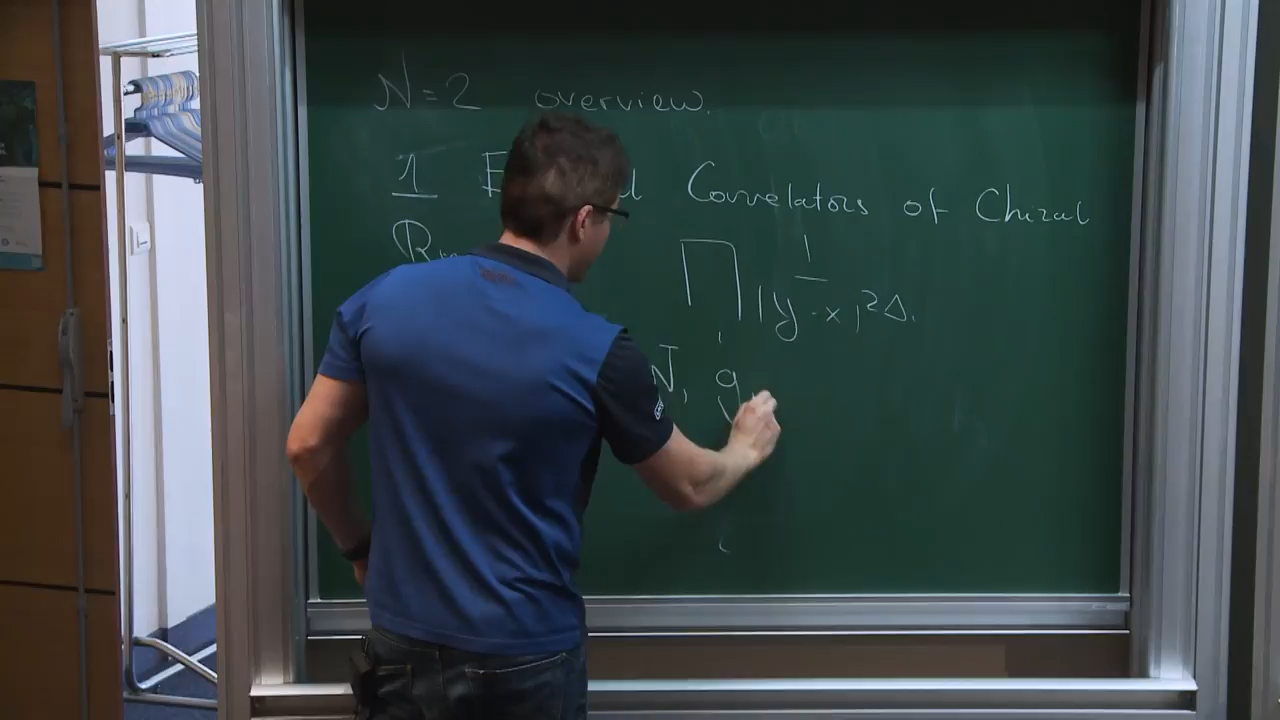 N=2 overview.
1 Correlators of Chiral
∏ 1
|y-x|²Δ.
N, g